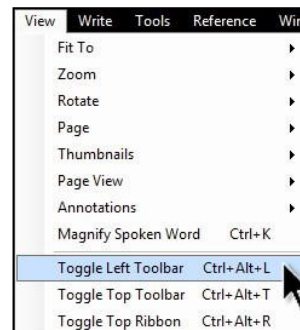 View Write Tools Reference
Fit To
Zoom
Rotate
Page
Thumbnails
Page View
Annotations
Magnify Spoken Word Ctrl+K
Toggle Left Toolbar Ctrl+Alt+L
Toggle Top Toolbar Ctrl+Alt+T
Toggle Top Ribbon Ctrl+Alt+R